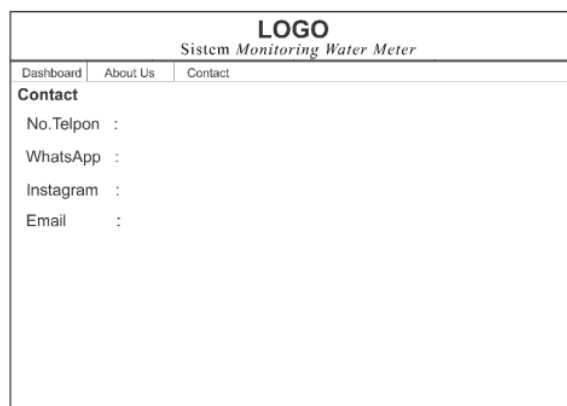 LOGO
Sistem Monitoring Water Meter
Dashboard About Us Contact
Contact
No.Telpon :
WhatsApp :
Instagram :
Email :